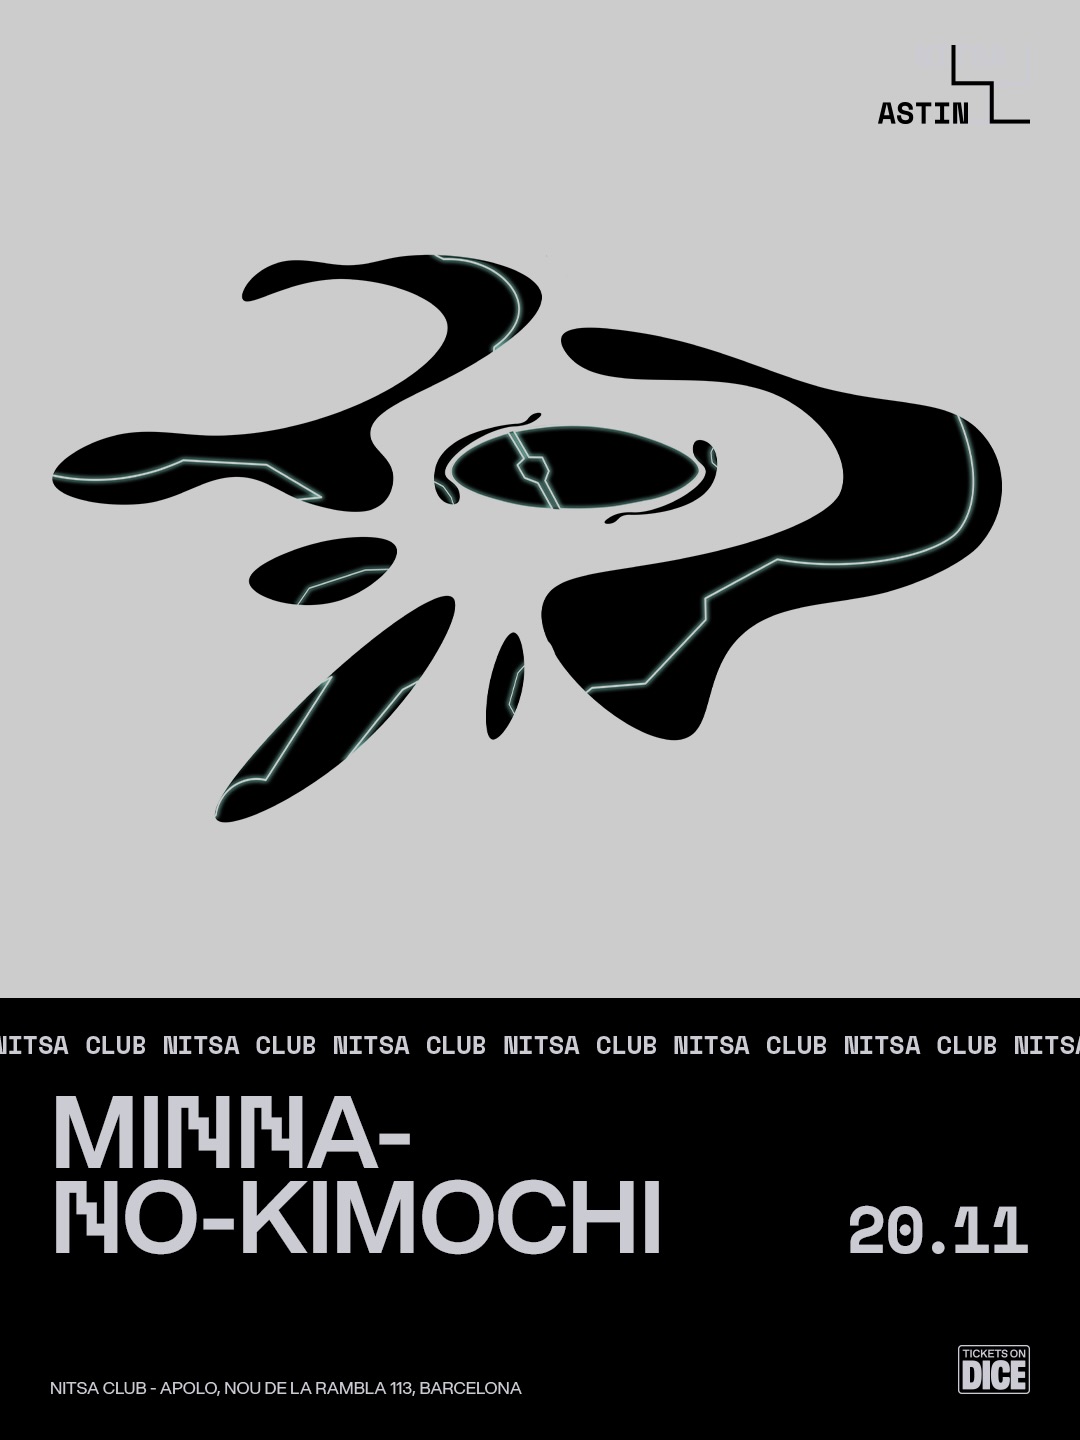 ASTIN
NITSA CLUB NITSA CLUB NITSA CLUB NITSA CLUB NITSA CLUB NITSA CLUB NITSA
MINNA-
NO-KIMOCHI
20.11
NITSA CLUB - APOLO, NOU DE LA RAMBLA 113, BARCELONA
TICKETS ON
DICE